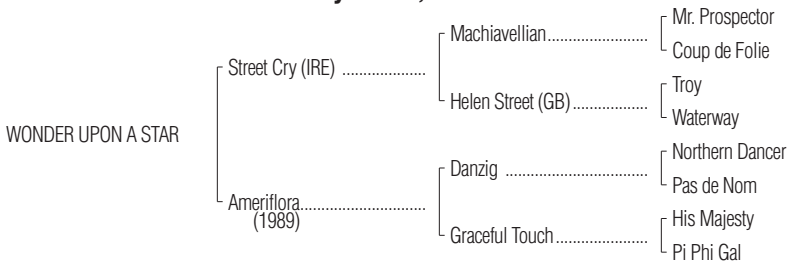 Mr. Prospector
Machiavellian
Coup de Folie
Street Cry (IRE)
Troy
Helen Street (GB)
Waterway
WONDER UPON A STAR
Northern Dancer
Danzig
Pas de Nom
Ameriflora
(1989)
His Majesty
Graceful Touch
Pi Phi Gal